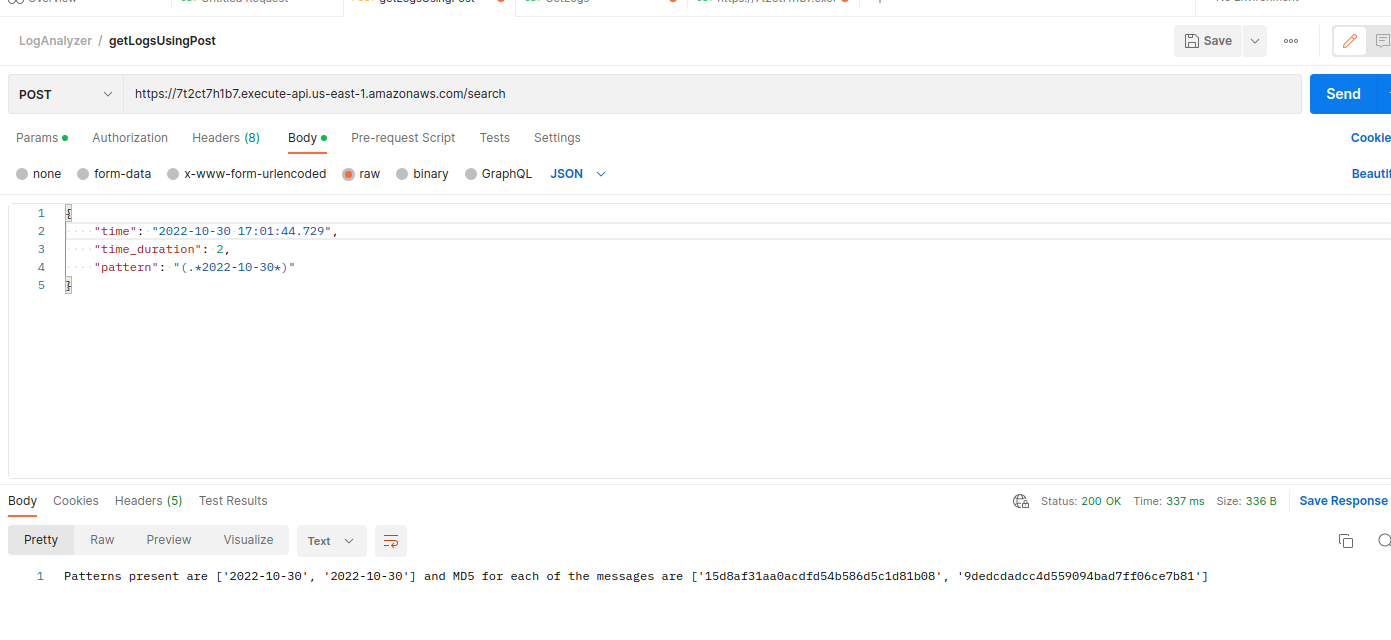 Overview
Untitled Request
getLogsUsingPost
GetLogs
LogAnalyzer / getLogsUsingPost
Save
POST
https://7t2ct7h1b7.execute-api.us-east-1.amazonaws.com/search
Send
Params
Authorization
Headers (8)
Body
Pre-request Script
Tests
Settings
Cookie
none
form-data
x-www-form-urlencoded
raw
binary
GraphQL
JSON
Beautif
1 {
2 "time": "2022-10-30 17:01:44.729",
3 "time_duration": 2,
4 "pattern": "(.*2022-10-30*)"
5 }
Body
Cookies
Headers (5)
Test Results
Status: 200 OK
Time: 337 ms
Size: 336 B
Save Response
Pretty
Raw
Preview
Visualize
Text
1 Patterns present are ['2022-10-30', '2022-10-30'] and MD5 for each of the messages are ['15d8af31aa0acdfd54b586d5c1d81b08', '9dedcdadcc4d559094bad7ff06ce7b81']